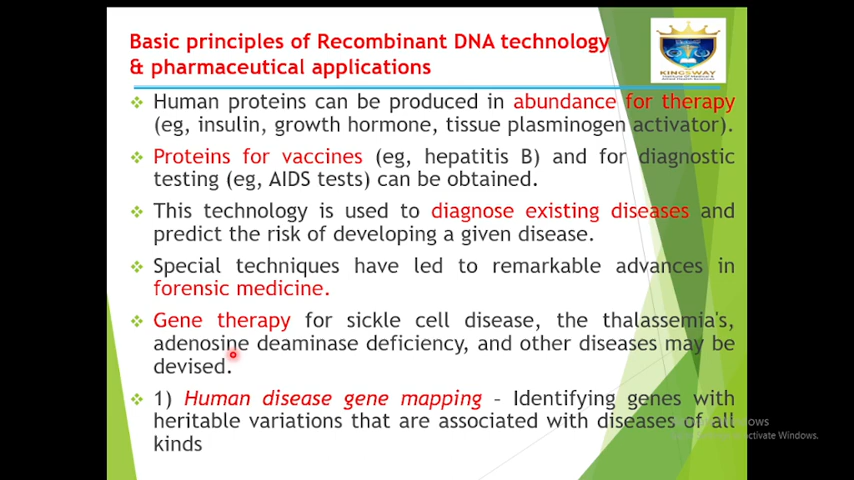 Basic principles of Recombinant DNA technology
& pharmaceutical applications
KINGSWAY
❖ Human proteins can be produced in abundance for therapy
(eg, insulin, growth hormone, tissue plasminogen activator).
❖ Proteins for vaccines (eg, hepatitis B) and for diagnostic
testing (eg, AIDS tests) can be obtained.
❖ This technology is used to diagnose existing diseases and
predict the risk of developing a given disease.
❖ Special techniques have led to remarkable advances in
forensic medicine.
❖ Gene therapy for sickle cell disease, the thalassemia's,
adenosine deaminase deficiency, and other diseases may be
devised.
❖ 1) Human disease gene mapping – Identifying genes with
heritable variations that are associated with diseases of all
kinds
ows
ctivate Windows.